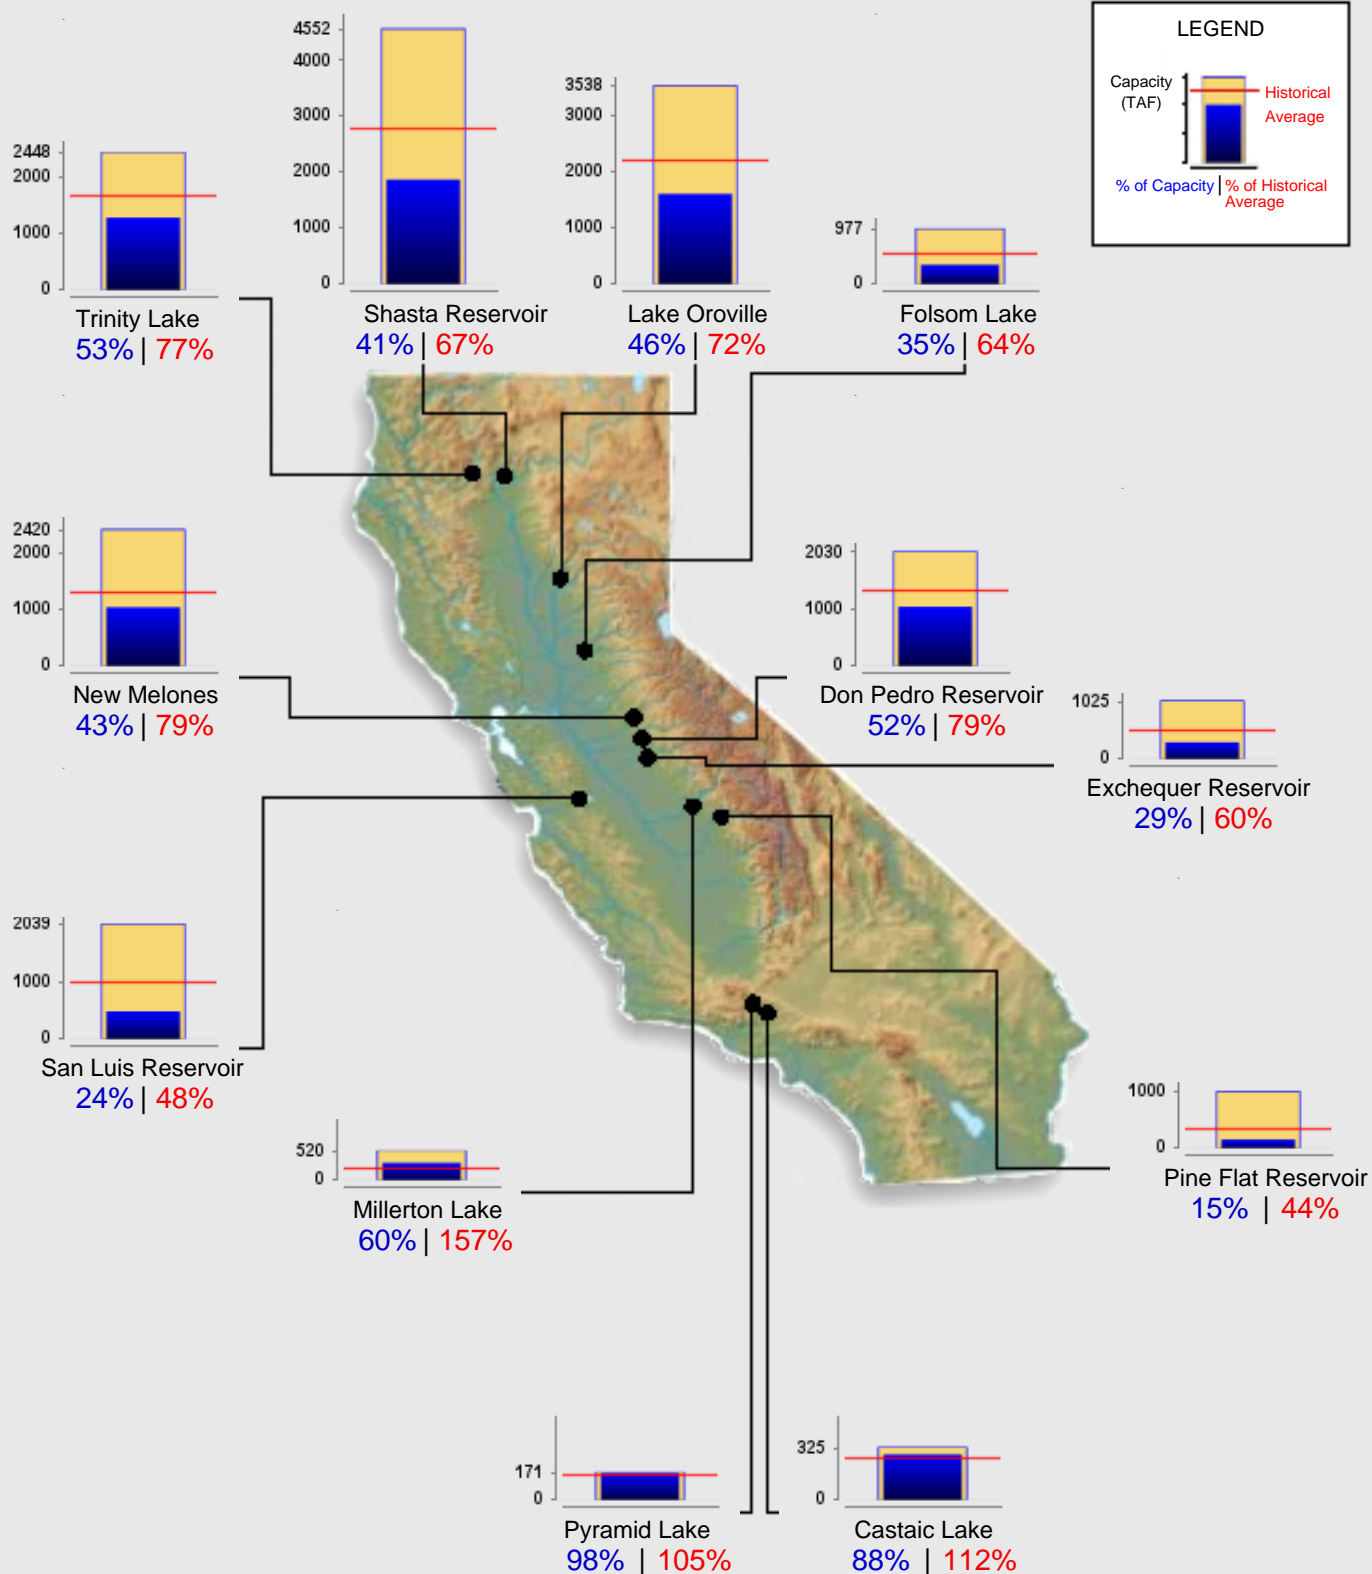 LEGEND
Capacity
(TAF)
Historical
Average
% of Capacity | % of Historical
Average
4552
4000
3000
2000
1000
0
Shasta Reservoir
41% | 67%
3538
3000
2000
1000
0
Lake Oroville
46% | 72%
2448
2000
1000
0
Trinity Lake
53% | 77%
977
0
Folsom Lake
35% | 64%
2420
2000
1000
0
New Melones
43% | 79%
2030
1000
0
Don Pedro Reservoir
52% | 79%
1025
0
Exchequer Reservoir
29% | 60%
2039
1000
0
San Luis Reservoir
24% | 48%
520
0
Millerton Lake
60% | 157%
1000
0
Pine Flat Reservoir
15% | 44%
171
0
Pyramid Lake
98% | 105%
325
0
Castaic Lake
88% | 112%